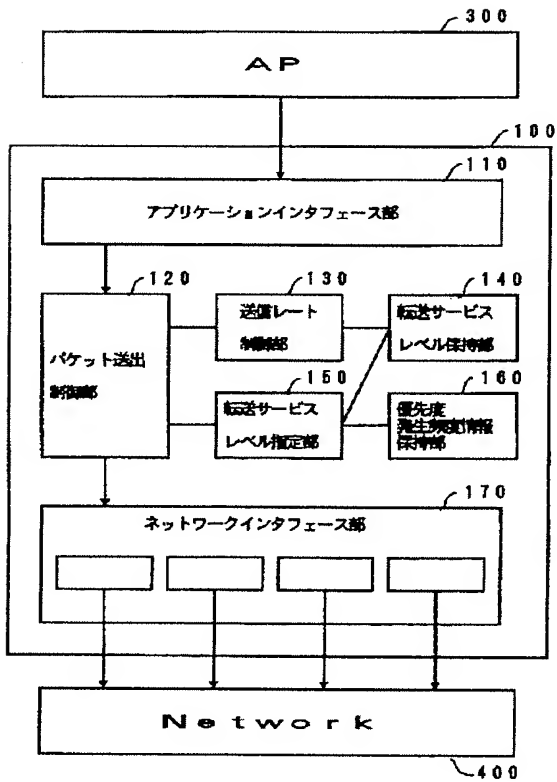 300
AP
100
110
アプリケーションインタフェース部
120
130
140
パケット送出
制御部
送信レート
制御部
転送サービス
レベル保持部
150
160
転送サービス
レベル指定部
優先度
発生頻度情報
保持部
170
ネットワークインタフェース部
Network
400